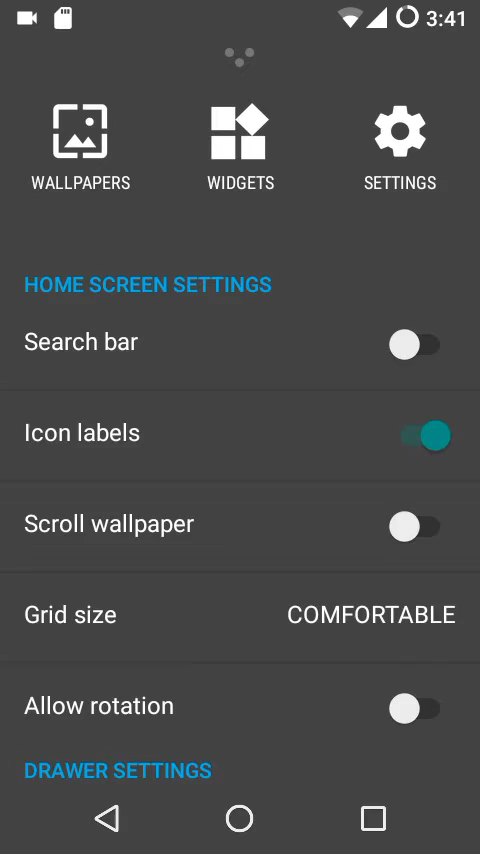 3:41
WALLPAPERS WIDGETS SETTINGS
HOME SCREEN SETTINGS
Search bar
Icon labels
Scroll wallpaper
Grid size COMFORTABLE
Allow rotation
DRAWER SETTINGS